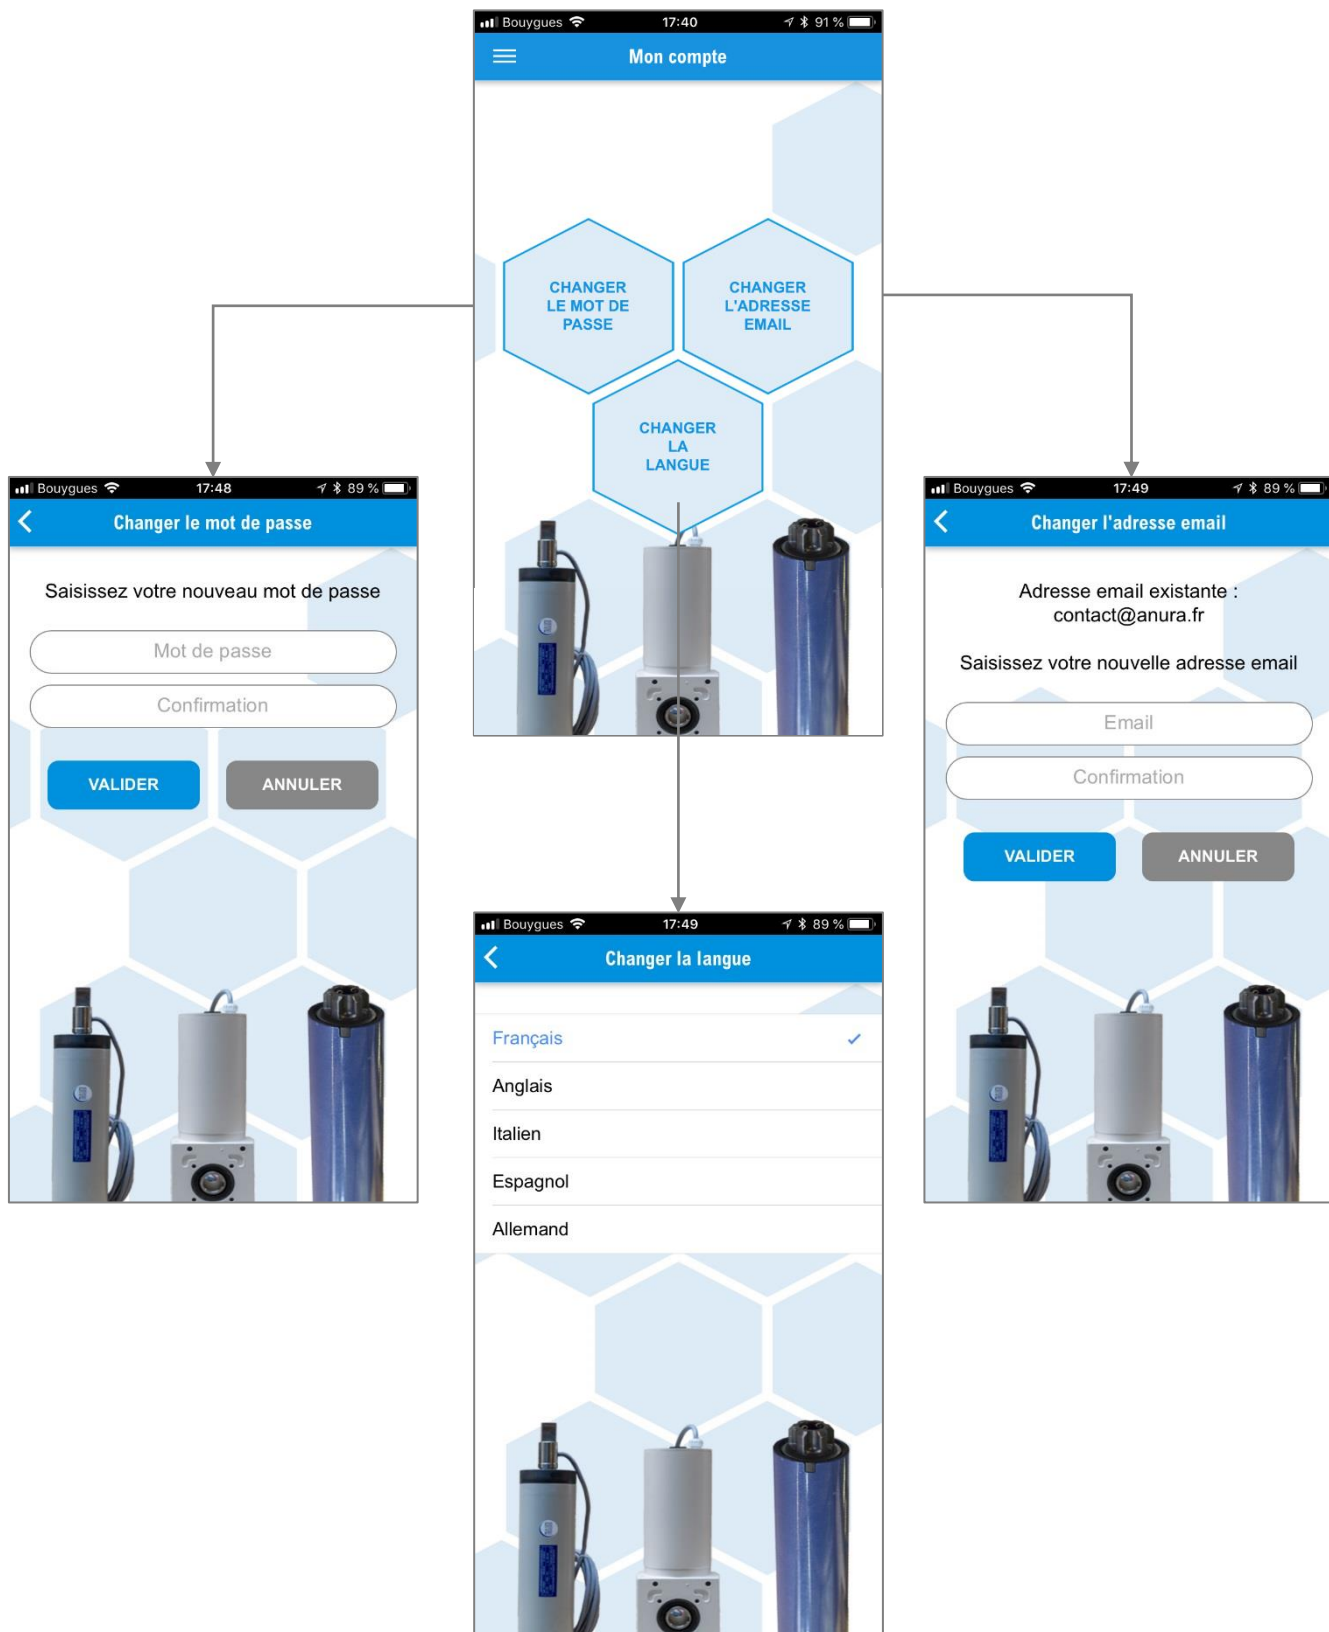 Bouygues 17:40 91 %
Mon compte
CHANGER
LE MOT DE
PASSE
CHANGER
L'ADRESSE
EMAIL
CHANGER
LA
LANGUE
Bouygues 17:48 89 %
Changer le mot de passe
Saisissez votre nouveau mot de passe
Mot de passe
Confirmation
VALIDER ANNULER
Bouygues 17:49 89 %
Changer l'adresse email
Adresse email existante :
contact@anura.fr
Saisissez votre nouvelle adresse email
Email
Confirmation
VALIDER ANNULER
Bouygues 17:49 89 %
Changer la langue
Français
Anglais
Italien
Espagnol
Allemand